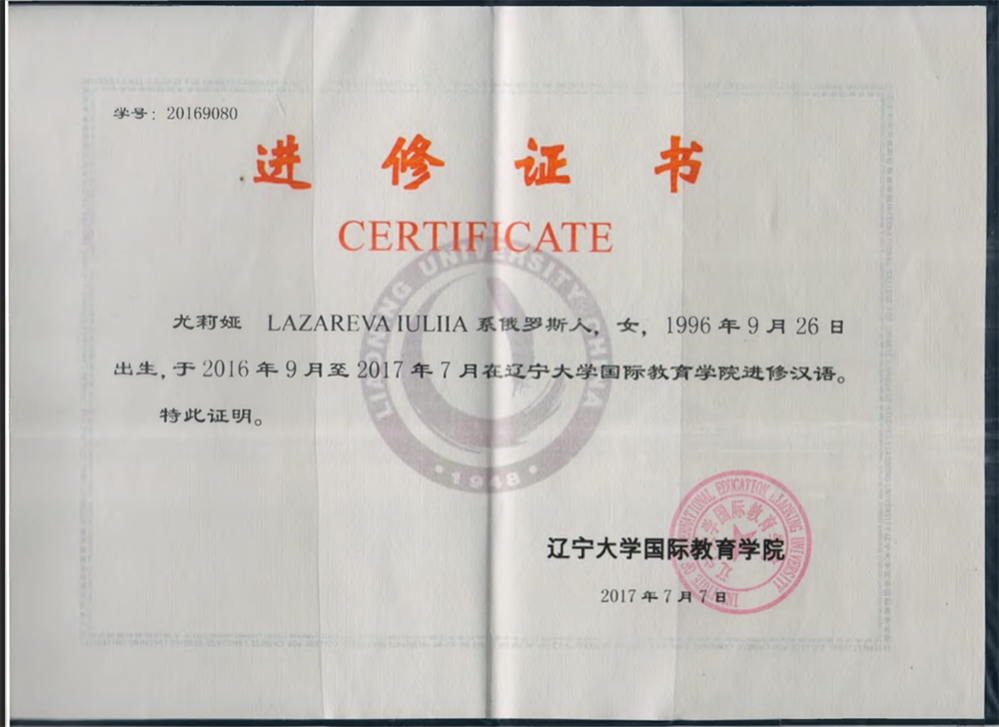 学号：20169080
进修证书
CERTIFICATE
尤莉娅 LAZAREVA IULIIA 系俄罗斯人，女，1996 年 9 月 26 日
出生，于 2016 年 9 月至 2017 年 7 月在辽宁大学国际教育学院进修汉语。
特此证明。
LIAONING UNIVERSITY CHINA
·1948·
辽宁大学国际教育学院
2017 年 7 月 7 日
EDUCATION LIAONING UNIVERSITY